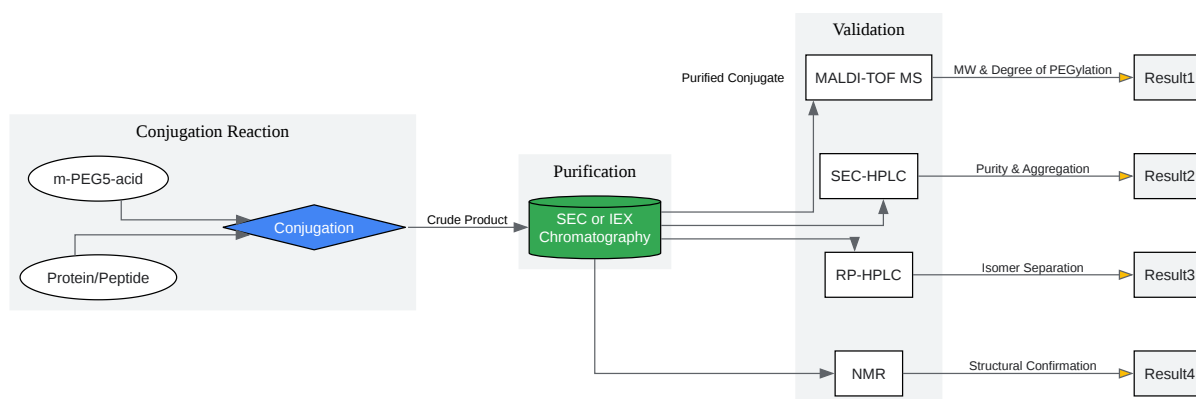 Conjugation Reaction
m-PEG5-acid
Protein/Peptide
Conjugation
Crude Product
Purification
SEC or IEX
Chromatography
Purified Conjugate
Validation
MALDI-TOF MS
MW & Degree of PEGylation
Result1
SEC-HPLC
Purity & Aggregation
Result2
RP-HPLC
Isomer Separation
Result3
NMR
Structural Confirmation
Result4